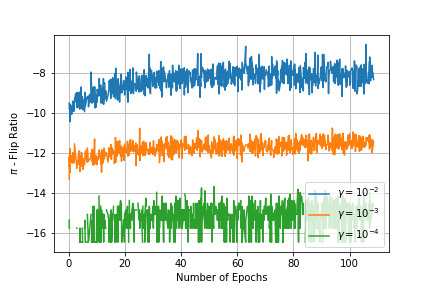 π - Flip Ratio
−8
−10
−12
−14
−16
0
20
40
60
80
100
Number of Epochs
γ = 10⁻²
γ = 10⁻³
γ = 10⁻⁴